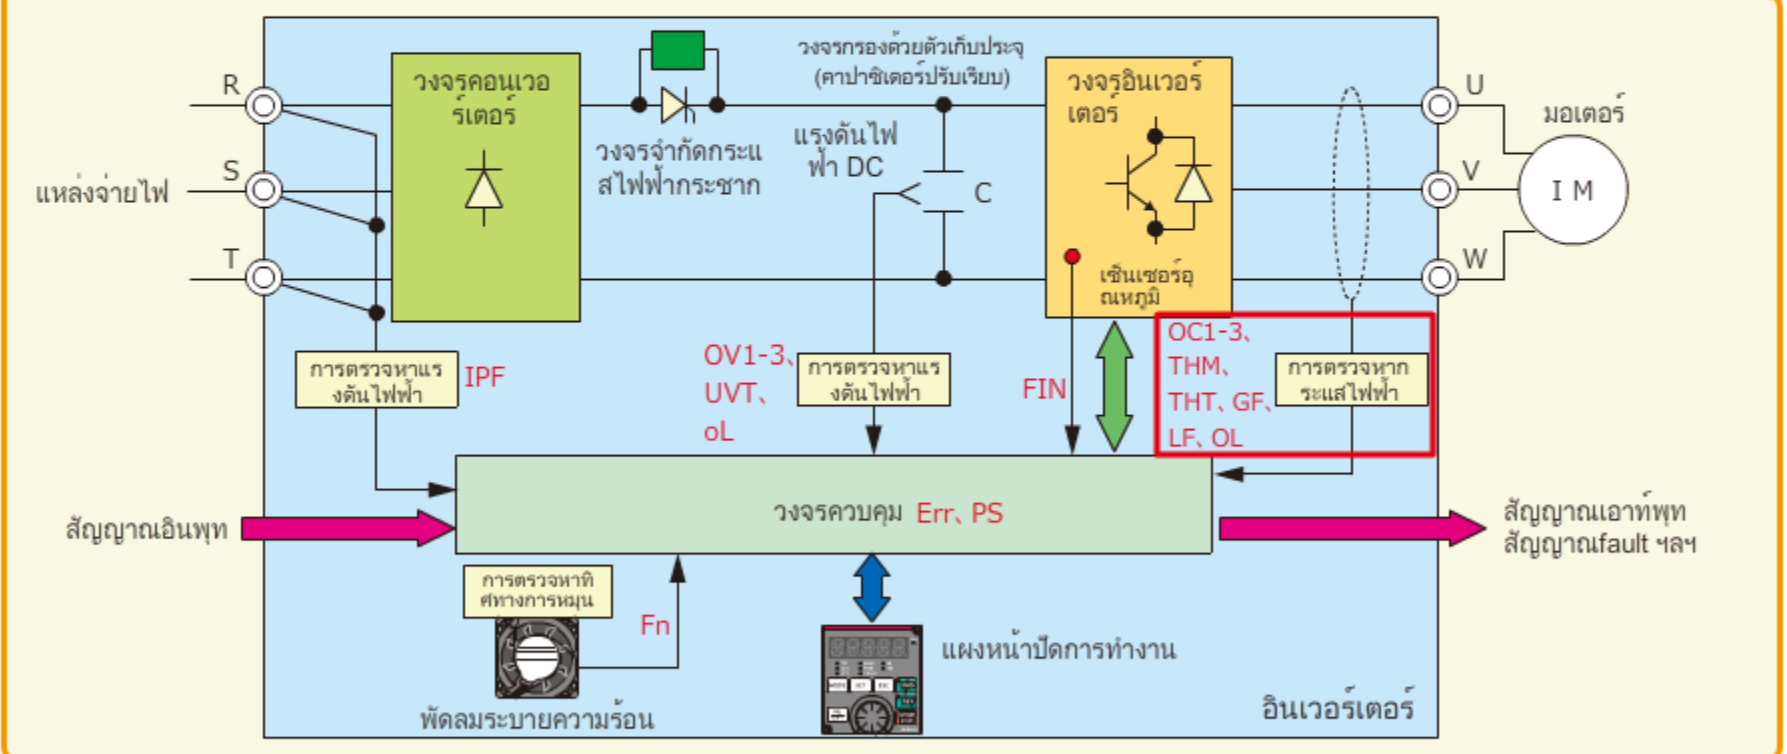 วงจรกรองด้วยตัวเก็บประจุ
(คาปาซิเตอร์ปรับเรียบ)
R
วงจรคอนเวอ
ร์เตอร์
วงจรอินเวอร์
เตอร์
U
มอเตอร์
วงจรจำกัดกระแ
สไฟฟ้ากระชาก
แรงดันไฟ
ฟ้า DC
S
แหล่งจ่ายไฟ
C
V
I M
T
W
เซ็นเซอร์อุ
ณหภูมิ
การตรวจหาแร
งดันไฟฟ้า
IPF
OV1-3、
UVT、
oL
การตรวจหาแร
งดันไฟฟ้า
FIN
OC1-3、
THM、
THT、GF、
LF、OL
การตรวจหาก
ระแสไฟฟ้า
สัญญาณอินพุท
วงจรควบคุม Err、PS
สัญญาณเอาท์พุท
สัญญาณfault ฯลฯ
การตรวจหาทิ
ศทางการหมุน
Fn
พัดลมระบายความร้อน
แผงหน้าปัดการทำงาน
อินเวอร์เตอร์